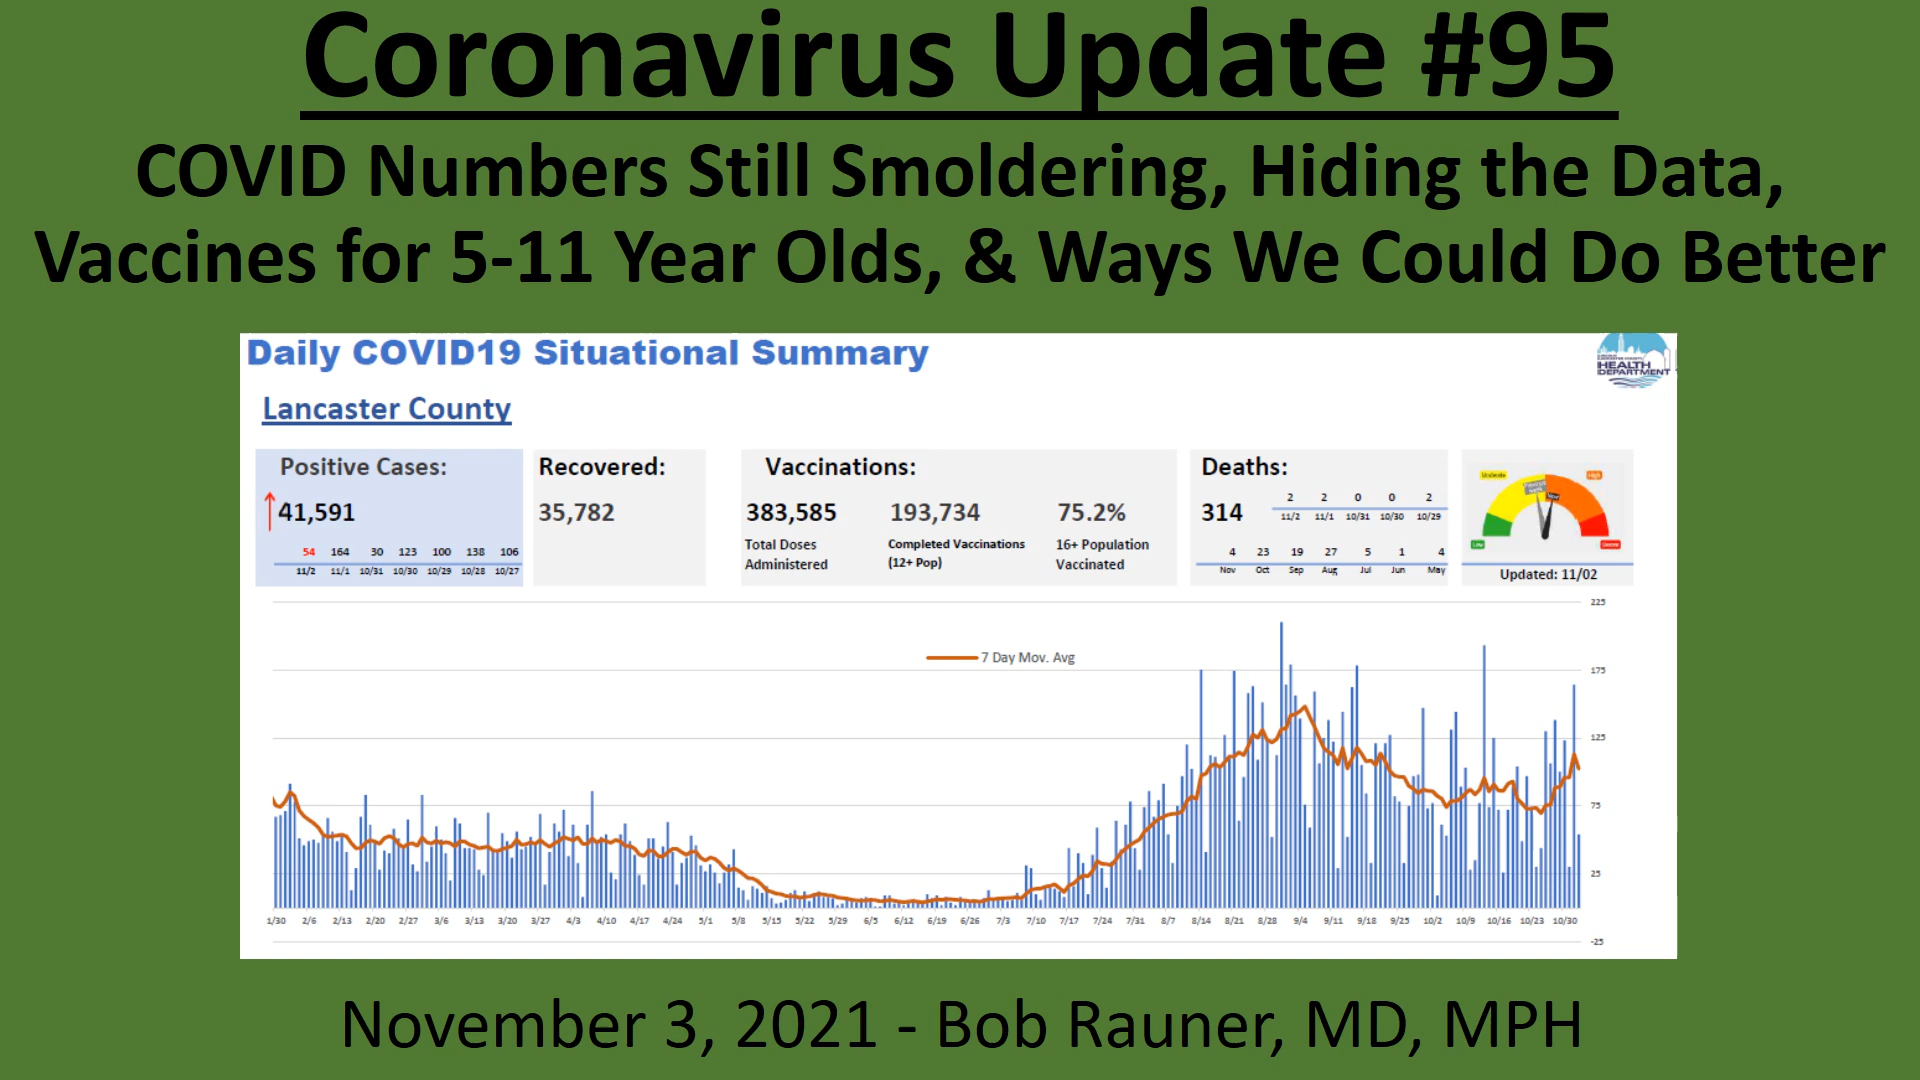 Coronavirus Update #95
COVID Numbers Still Smoldering, Hiding the Data,
Vaccines for 5-11 Year Olds, & Ways We Could Do Better
Daily COVID19 Situational Summary
HEALTH
DEPARTMENT
Lancaster County
Positive Cases:
41,591
54 164 30 123 100 138 106
11/2 11/1 10/31 10/30 10/29 10/28 10/27
Recovered:
35,782
Vaccinations:
383,585 193,734 75.2%
Total Doses
Administered
Completed Vaccinations
(12+ Pop)
16+ Population
Vaccinated
Deaths:
314
2 2 0 0 2
11/2 11/1 10/31 10/30 10/29
4 23 19 27 5 1 4
Nov Oct Sep Aug Jul Jun May
Moderate
High
Low
Severe
Now
Updated: 11/02
7 Day Mov. Avg
225
175
125
75
25
-25
1/30 2/6 2/13 2/20 2/27 3/6 3/13 3/20 3/27 4/3 4/10 4/17 4/24 5/1 5/8 5/15 5/22 5/29 6/5 6/12 6/19 6/26 7/3 7/10 7/17 7/24 7/31 8/7 8/14 8/21 8/28 9/4 9/11 9/18 9/25 10/2 10/9 10/16 10/23 10/30
November 3, 2021 - Bob Rauner, MD, MPH